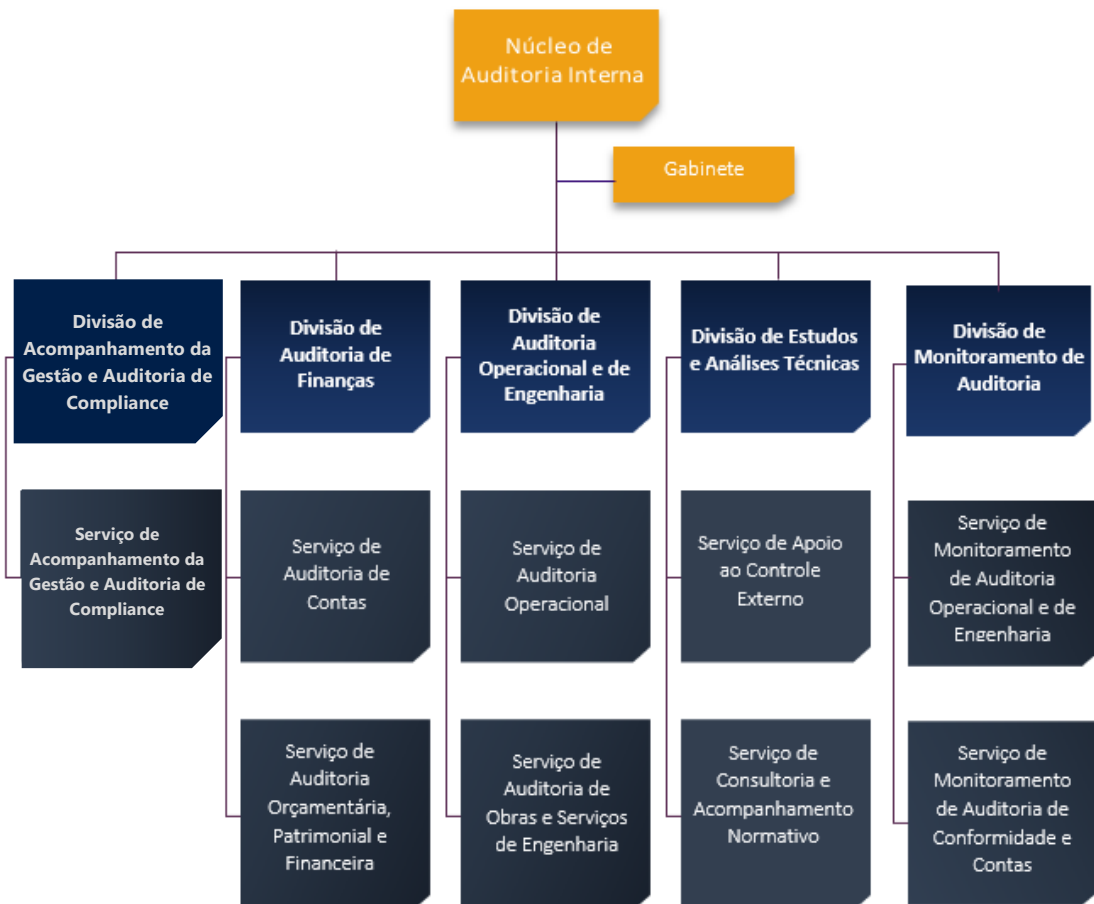 Núcleo de
Auditoria Interna
Gabinete
Divisão de
Acompanhamento da
Gestão e Auditoria de
Compliance
Divisão de
Auditoria de
Finanças
Divisão de
Auditoria
Operacional e de
Engenharia
Divisão de Estudos
e Análises Técnicas
Divisão de
Monitoramento de
Auditoria
Serviço de
Acompanhamento da
Gestão e Auditoria de
Compliance
Serviço de
Auditoria de
Contas
Serviço de
Auditoria
Operacional
Serviço de Apoio
ao Controle
Externo
Serviço de
Monitoramento
de Auditoria
Operacional e de
Engenharia
Serviço de
Auditoria
Orçamentária,
Patrimonial e
Financeira
Serviço de
Auditoria de
Obras e Serviços
de Engenharia
Serviço de
Consultoria e
Acompanhamento
Normativo
Serviço de
Monitoramento
de Auditoria de
Conformidade e
Contas